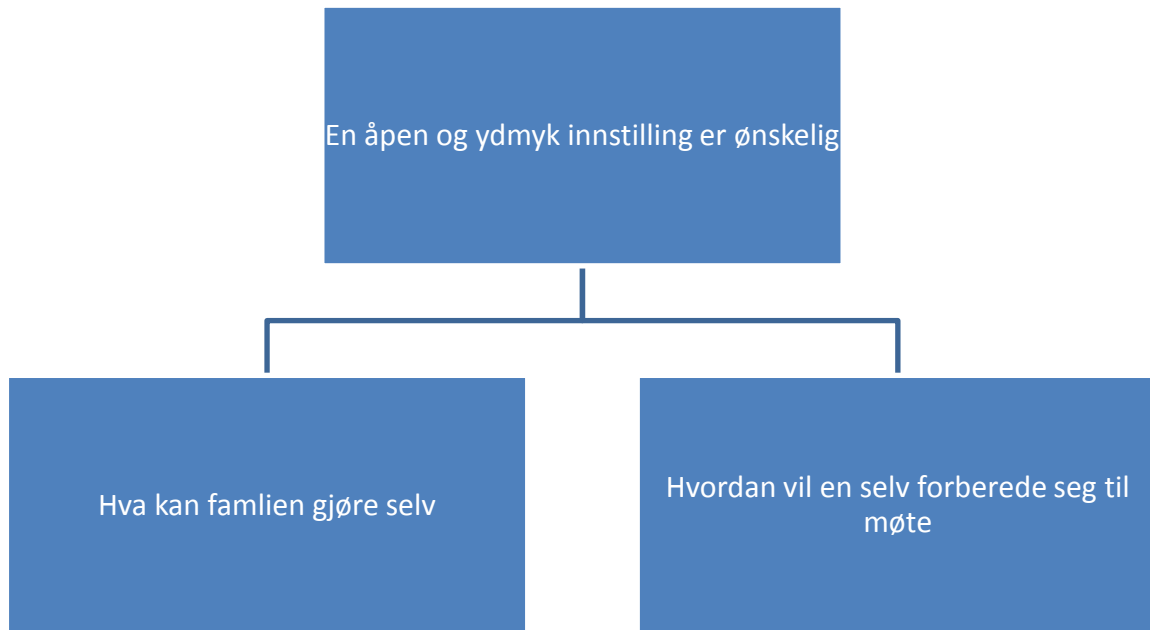 En åpen og ydmyk innstilling er ønskelig
Hva kan famlien gjøre selv
Hvordan vil en selv forberede seg til
møte